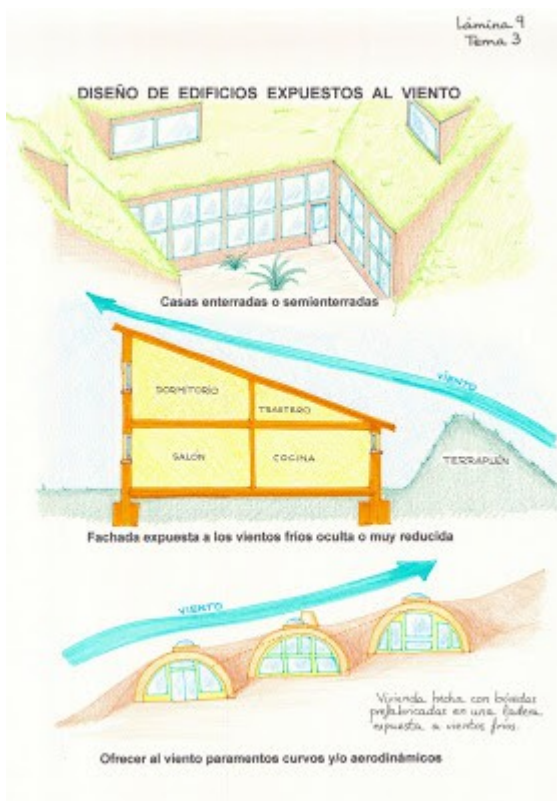 Lámina 9
Tema 3
DISEÑO DE EDIFICIOS EXPUESTOS AL VIENTO
Casas enterradas o semienterradas
VIENTO
DORMITORIO
TRASTERO
SALÓN
COCINA
TERRAPLÉN
Fachada expuesta a los vientos fríos oculta o muy reducida
VIENTO
Vivienda hecha con bóvedas
prefabricadas en una ladera
expuesta a vientos fríos.
Ofrecer al viento paramentos curvos y/o aerodinámicos